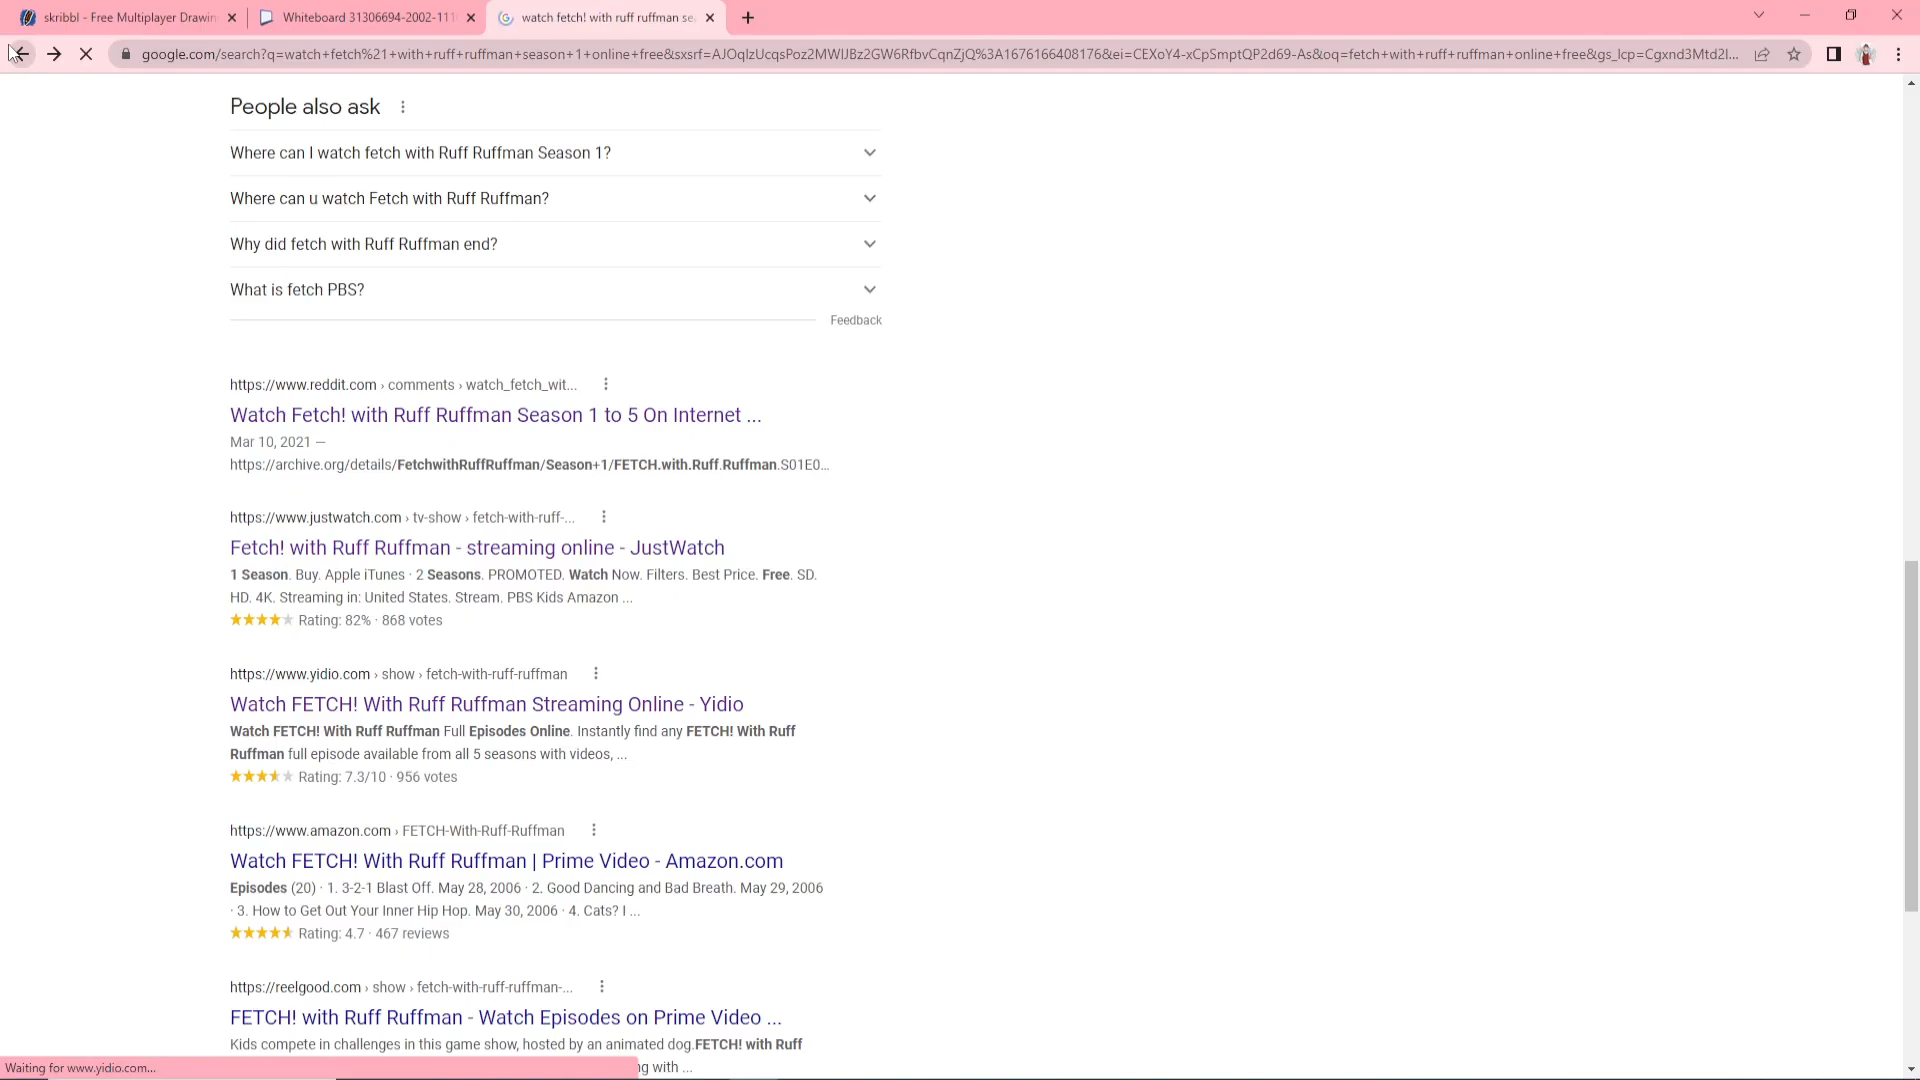 skribbl - Free Multiplayer Drawin
Whiteboard 31306694-2002-111
watch fetch! with ruff ruffman se
google.com/search?q=watch+fetch%21+with+ruff+ruffman+season+1+online+free&sxsrf=AJOqlzUcqsPoz2MWIJBz2GW6RfbvCqnZjQ%3A1676166408176&ei=CEXoY4-xCpSmptQP2d69-As&oq=fetch+with+ruff+ruffman+online+free&gs_lcp=Cgxnd3Mtd2l...
People also ask
Where can I watch fetch with Ruff Ruffman Season 1?
Where can u watch Fetch with Ruff Ruffman?
Why did fetch with Ruff Ruffman end?
What is fetch PBS?
Feedback
https://www.reddit.com › comments › watch_fetch_wit...
Watch Fetch! with Ruff Ruffman Season 1 to 5 On Internet ...
Mar 10, 2021 —
https://archive.org/details/FetchwithRuffRuffman/Season+1/FETCH.with.Ruff.Ruffman.S01E0...
https://www.justwatch.com › tv-show › fetch-with-ruff-...
Fetch! with Ruff Ruffman - streaming online - JustWatch
1 Season. Buy. Apple iTunes · 2 Seasons. PROMOTED. Watch Now. Filters. Best Price. Free. SD.
HD. 4K. Streaming in: United States. Stream. PBS Kids Amazon ...
Rating: 82% · 868 votes
https://www.yidio.com › show › fetch-with-ruff-ruffman
Watch FETCH! With Ruff Ruffman Streaming Online - Yidio
Watch FETCH! With Ruff Ruffman Full Episodes Online. Instantly find any FETCH! With Ruff
Ruffman full episode available from all 5 seasons with videos, ...
Rating: 7.3/10 · 956 votes
https://www.amazon.com › FETCH-With-Ruff-Ruffman
Watch FETCH! With Ruff Ruffman | Prime Video - Amazon.com
Episodes (20) · 1. 3-2-1 Blast Off. May 28, 2006 · 2. Good Dancing and Bad Breath. May 29, 2006
· 3. How to Get Out Your Inner Hip Hop. May 30, 2006 · 4. Cats? I ...
Rating: 4.7 · 467 reviews
https://reelgood.com › show › fetch-with-ruff-ruffman-...
FETCH! with Ruff Ruffman - Watch Episodes on Prime Video ...
Kids compete in challenges in this game show, hosted by an animated dog.FETCH! with Ruff
Waiting for www.yidio.com...
ng with ...